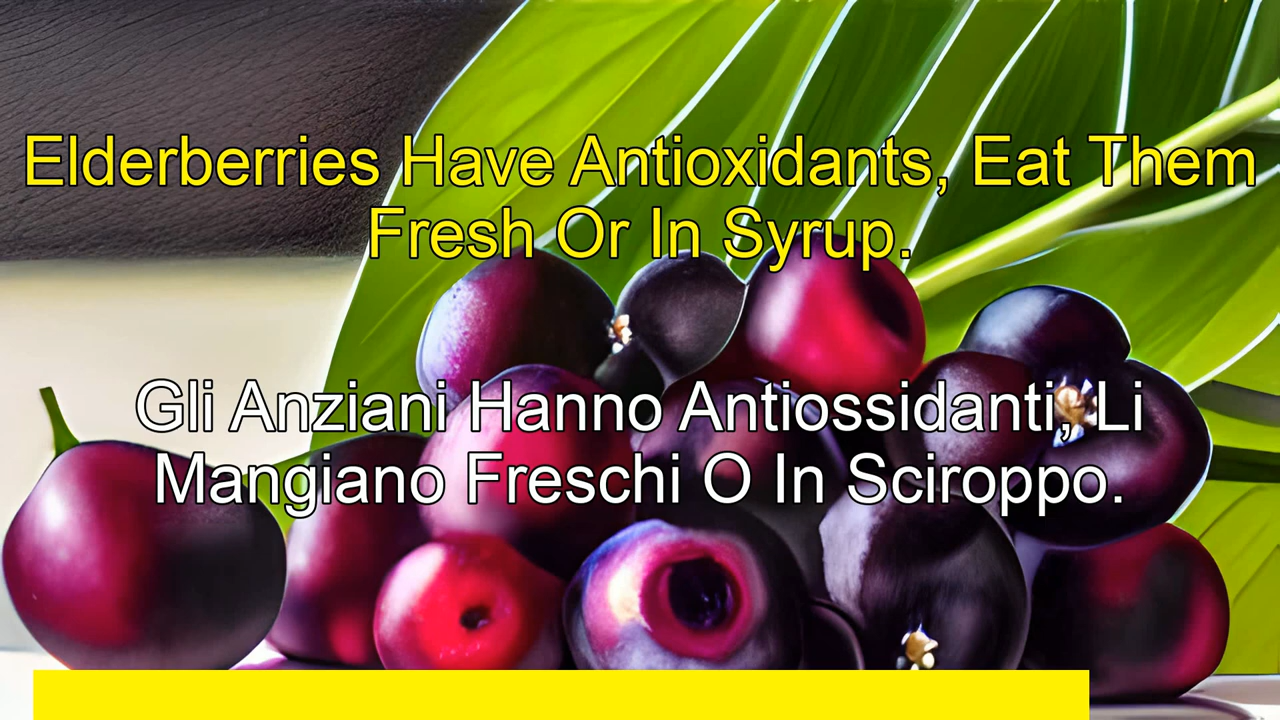 Elderberries Have Antioxidants, Eat Them
Fresh Or In Syrup.
Gli Anziani Hanno Antiossidanti, Li
Mangiano Freschi O In Sciroppo.